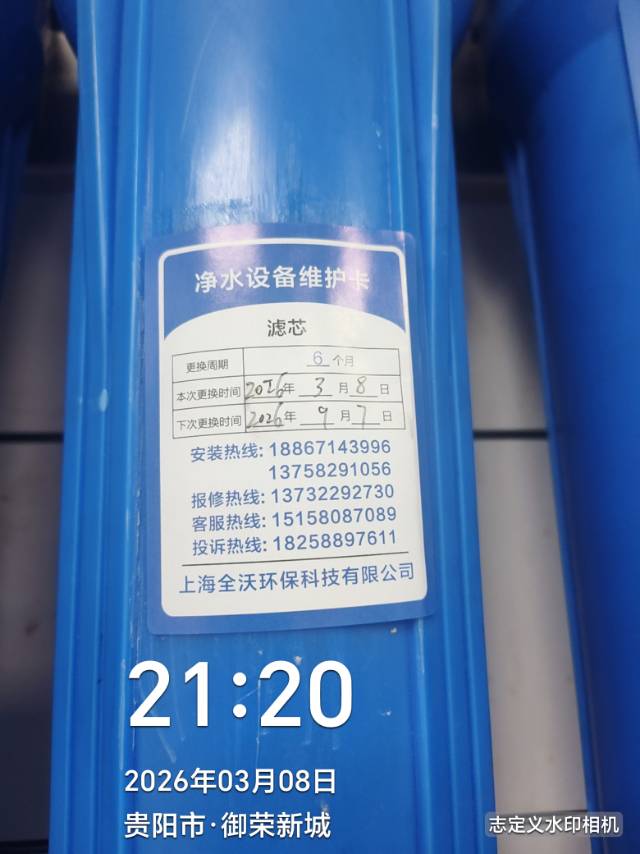 净水设备维护卡
滤芯
更换周期 6 个月
本次更换时间 2026年 3 月 8 日
下次更换时间 2026年 9 月 7 日
安装热线: 18867143996
13758291056
报修热线: 13732292730
客服热线: 15158087089
投诉热线: 18258897611
上海全沃环保科技有限公司
21:20
2026年03月08日
贵阳市·御荣新城
志定义水印相机